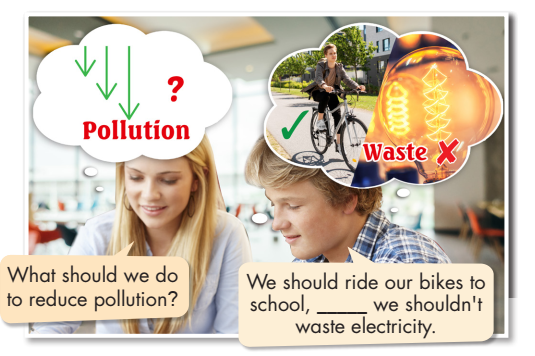 ?
Pollution
Waste
What should we do
to reduce pollution?
We should ride our bikes to
school, _____ we shouldn't
waste electricity.